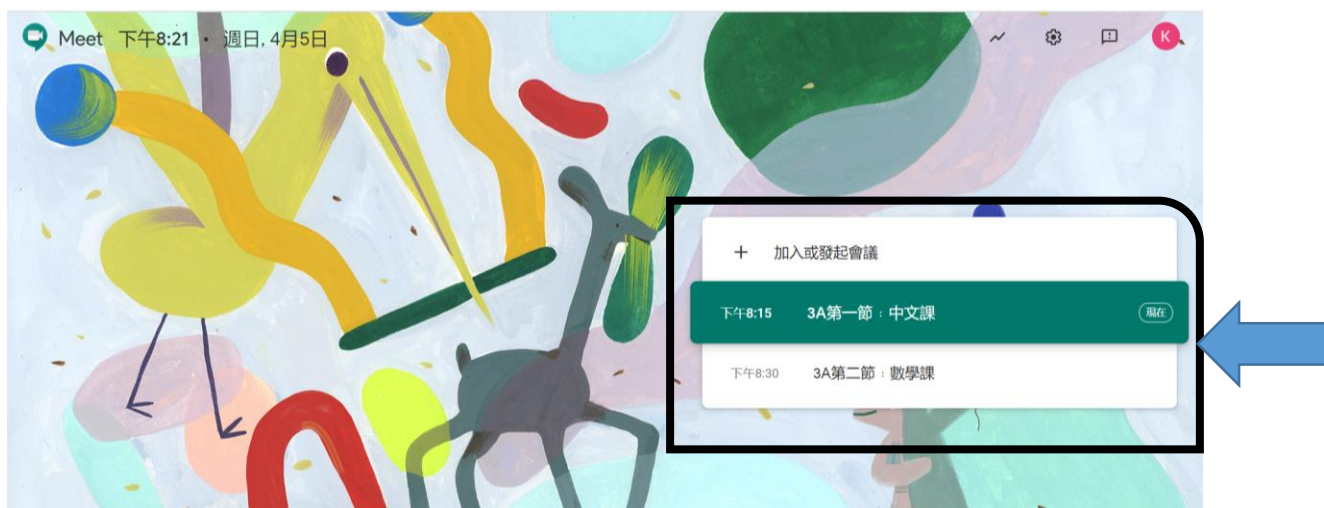 Meet 下午8:21 • 週日, 4月5日
K
加入或發起會議
下午8:15 3A第一節：中文課 現在
下午8:30 3A第二節：數學課